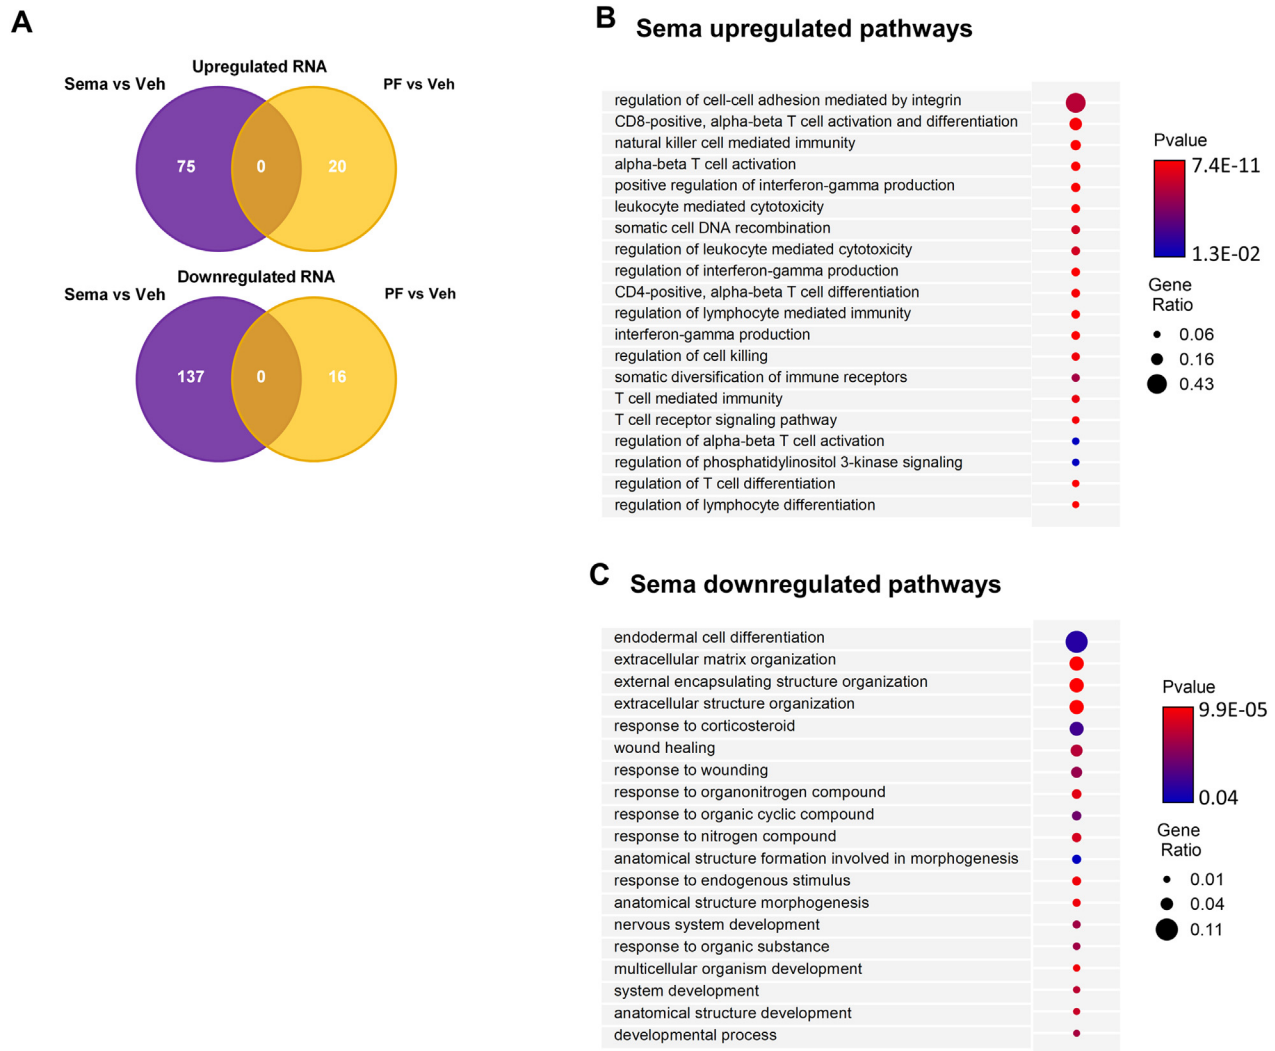 A
Upregulated RNA
Sema vs Veh
PF vs Veh
75
0
20
Downregulated RNA
Sema vs Veh
PF vs Veh
137
0
16
B
Sema upregulated pathways
regulation of cell-cell adhesion mediated by integrin
CD8-positive, alpha-beta T cell activation and differentiation
natural killer cell mediated immunity
alpha-beta T cell activation
positive regulation of interferon-gamma production
leukocyte mediated cytotoxicity
somatic cell DNA recombination
regulation of leukocyte mediated cytotoxicity
regulation of interferon-gamma production
CD4-positive, alpha-beta T cell differentiation
regulation of lymphocyte mediated immunity
interferon-gamma production
regulation of cell killing
somatic diversification of immune receptors
T cell mediated immunity
T cell receptor signaling pathway
regulation of alpha-beta T cell activation
regulation of phosphatidylinositol 3-kinase signaling
regulation of T cell differentiation
regulation of lymphocyte differentiation
Pvalue
7.4E-11
1.3E-02
Gene
Ratio
0.06
0.16
0.43
C
Sema downregulated pathways
endodermal cell differentiation
extracellular matrix organization
external encapsulating structure organization
extracellular structure organization
response to corticosteroid
wound healing
response to wounding
response to organonitrogen compound
response to organic cyclic compound
response to nitrogen compound
anatomical structure formation involved in morphogenesis
response to endogenous stimulus
anatomical structure morphogenesis
nervous system development
response to organic substance
multicellular organism development
system development
anatomical structure development
developmental process
Pvalue
9.9E-05
0.04
Gene
Ratio
0.01
0.04
0.11